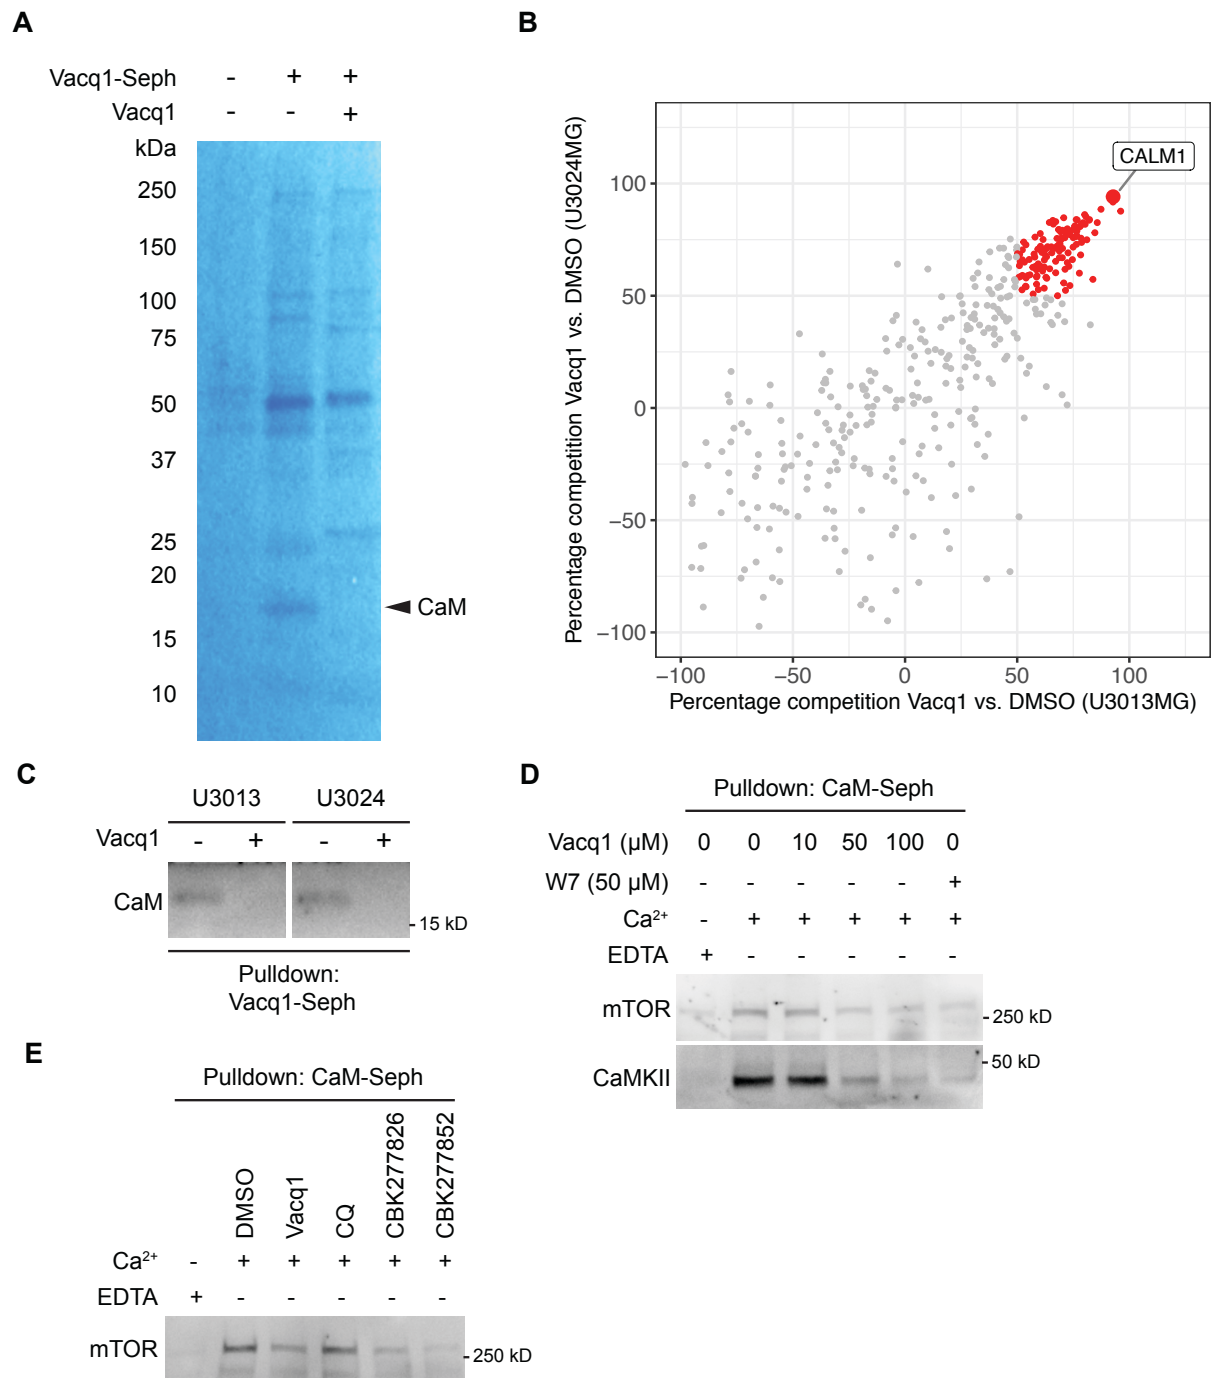 A
Vacq1-Seph - + +
Vacq1 - - +
kDa
250
150
100
75
50
37
25
20
15
10
CaM
B
Percentage competition Vacq1 vs. DMSO (U3024MG)
100
50
0
−50
−100
CALM1
−100 −50 0 50 100
Percentage competition Vacq1 vs. DMSO (U3013MG)
C
U3013 U3024
Vacq1 - + - +
CaM
15 kD
Pulldown:
Vacq1-Seph
D
Pulldown: CaM-Seph
Vacq1 (µM) 0 0 10 50 100 0
W7 (50 µM) - - - - - +
Ca²⁺ - + + + + +
EDTA + - - - - -
mTOR
250 kD
50 kD
CaMKII
E
Pulldown: CaM-Seph
DMSO
Vacq1
CQ
CBK277826
CBK277852
Ca²⁺ - + + + + +
EDTA + - - - - -
mTOR
250 kD